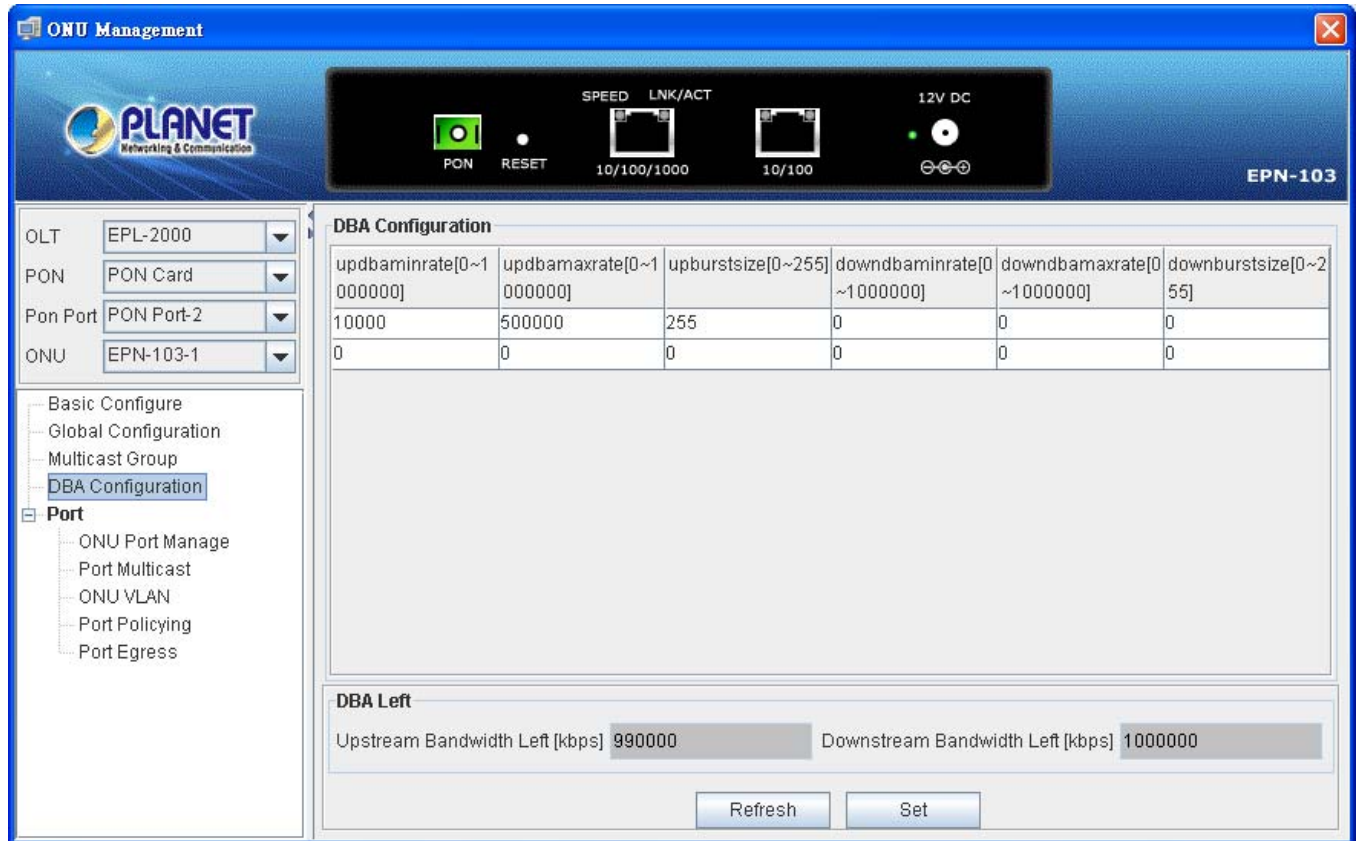 ONU Management
PLANET
Networking & Communication
SPEED LNK/ACT
12V DC
PON
RESET
10/100/1000
10/100
EPN-103
OLT EPL-2000
PON PON Card
Pon Port PON Port-2
ONU EPN-103-1
Basic Configure
Global Configuration
Multicast Group
DBA Configuration
Port
ONU Port Manage
Port Multicast
ONU VLAN
Port Policying
Port Egress
DBA Configuration
updbaminrate[0~1000000] updbamaxrate[0~1000000] upburstsize[0~255] downdbaminrate[0~1000000] downdbamaxrate[0~1000000] downburstsize[0~255]
10000 500000 255 0 0 0
0 0 0 0 0 0
DBA Left
Upstream Bandwidth Left [kbps] 990000 Downstream Bandwidth Left [kbps] 1000000
Refresh Set